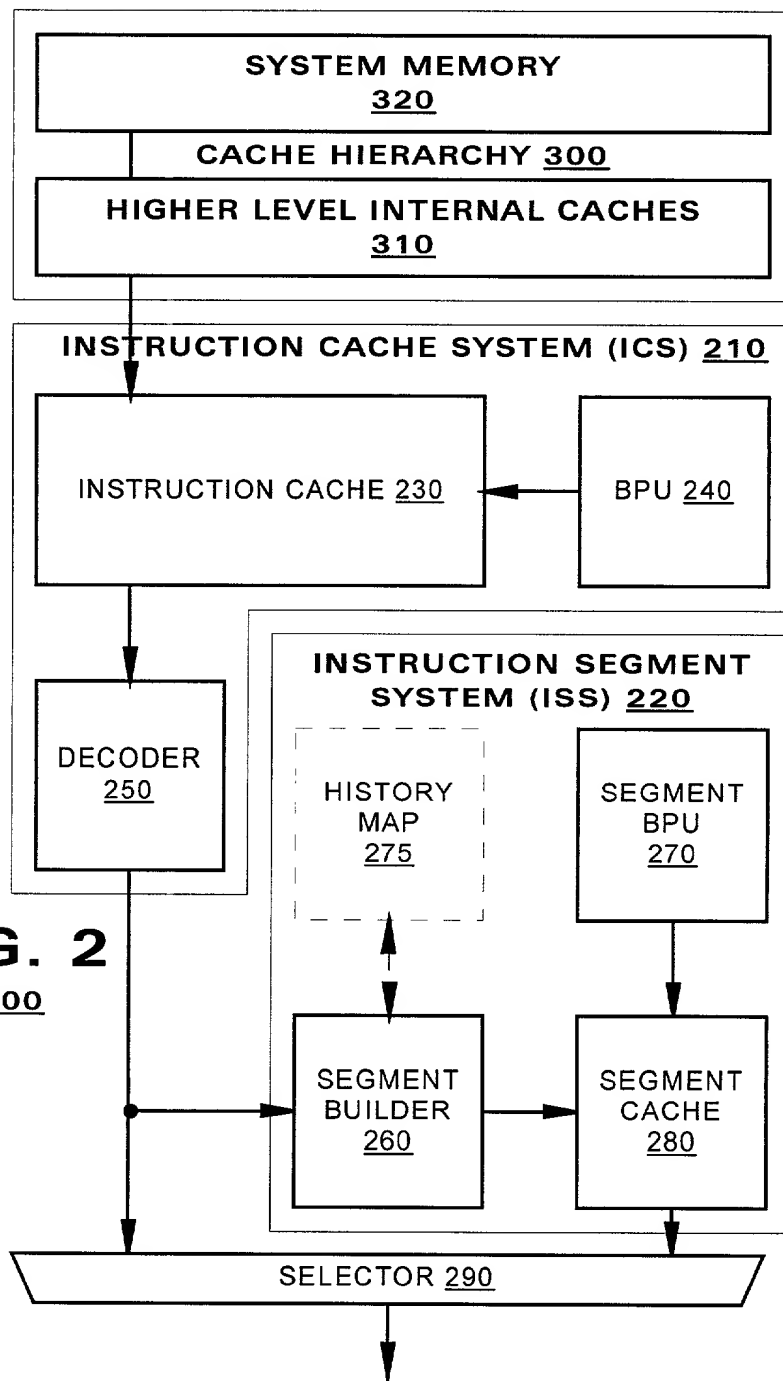 SYSTEM MEMORY
320
CACHE HIERARCHY 300
HIGHER LEVEL INTERNAL CACHES
310
INSTRUCTION CACHE SYSTEM (ICS) 210
INSTRUCTION CACHE 230
BPU 240
INSTRUCTION SEGMENT
SYSTEM (ISS) 220
DECODER
250
HISTORY
MAP
275
SEGMENT
BPU
270
G. 2
00
SEGMENT
BUILDER
260
SEGMENT
CACHE
280
SELECTOR 290